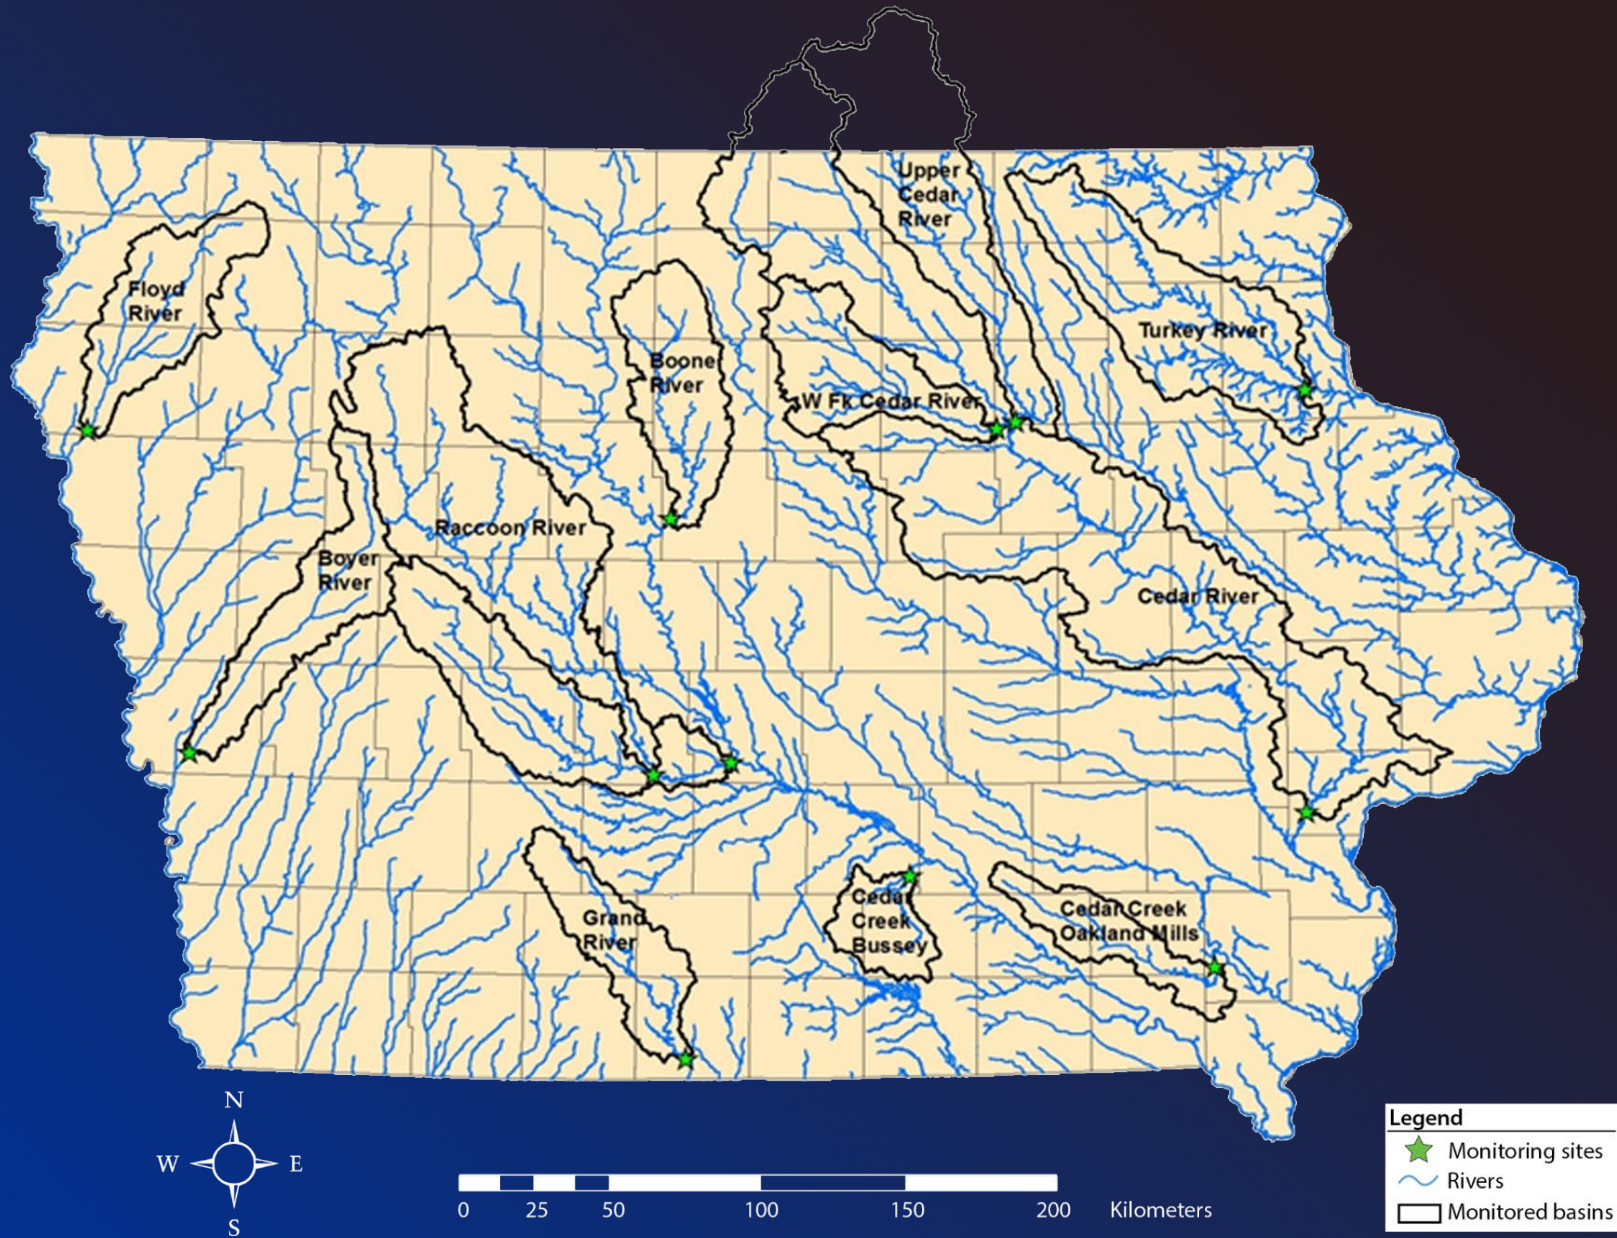 Upper
Cedar
River
Floyd
River
Turkey River
Boone
River
W Fk Cedar River
Raccoon River
Boyer
River
Cedar River
Grand
River
Cedar
Creek
Bussey
Cedar Creek
Oakland Mills
N
W E
S
0 25 50 100 150 200 Kilometers
Legend
Monitoring sites
Rivers
Monitored basins